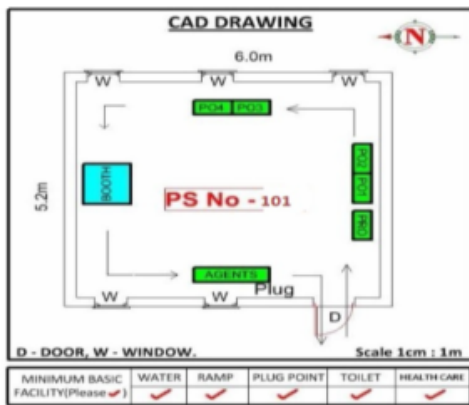 CAD DRAWING
N
6.0m
W W W
PO4 PO3
5.2m
BOOTH
PO2
PO1
PRO
PS No - 101
AGENTS
Plug
W W
D
D - DOOR, W - WINDOW.
Scale 1cm : 1m
MINIMUM BASIC FACILITY(Please ✓)
WATER
RAMP
PLUG POINT
TOILET
HEALTH CARE
✓ ✓ ✓ ✓ ✓